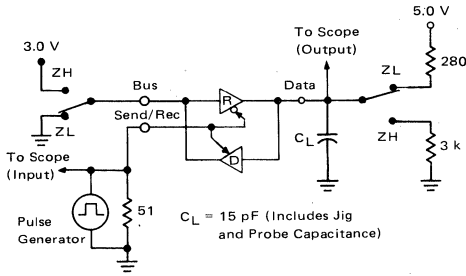 5.0 V
To Scope
(Output)
3.0 V
280
ZH
ZL
Bus
R
Data
Send/Rec
ZL
ZH
To Scope
(Input)
D
C_L
3 k
51
Pulse
Generator
C_L = 15 pF (Includes Jig
and Probe Capacitance)